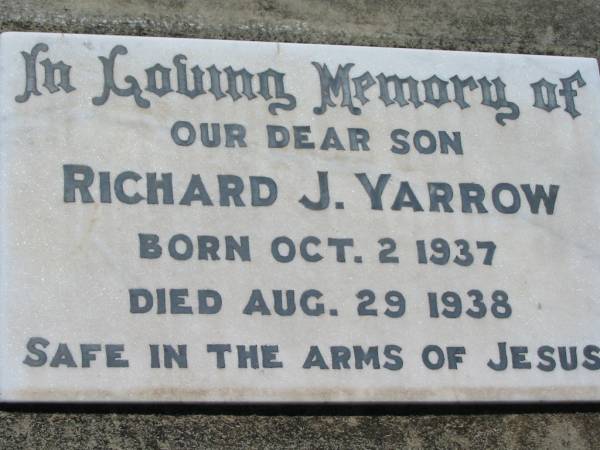 In Loving Memory of
OUR DEAR SON
RICHARD J. YARROW
BORN OCT. 2 1937
DIED AUG. 29 1938
SAFE IN THE ARMS OF JESUS